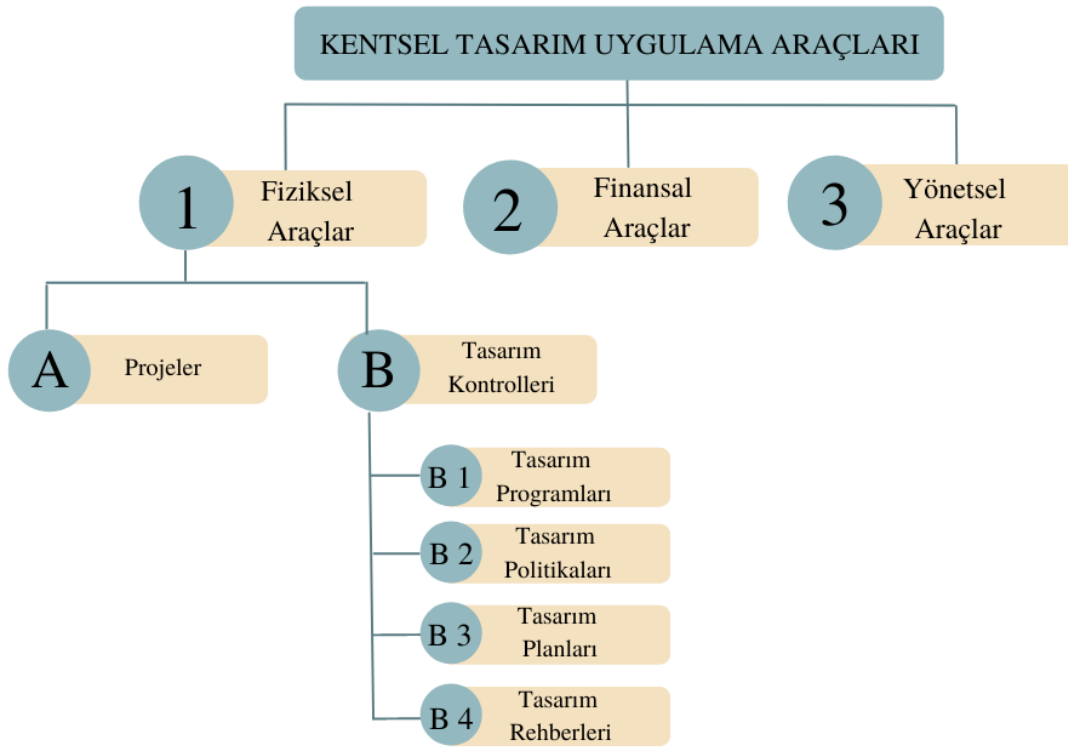 KENTSEL TASARIM UYGULAMA ARAÇLARI
1
Fiziksel
Araçlar
2
Finansal
Araçlar
3
Yönetsel
Araçlar
A
Projeler
B
Tasarım
Kontrolleri
B 1
Tasarım
Programları
B 2
Tasarım
Politikaları
B 3
Tasarım
Planları
B 4
Tasarım
Rehberleri